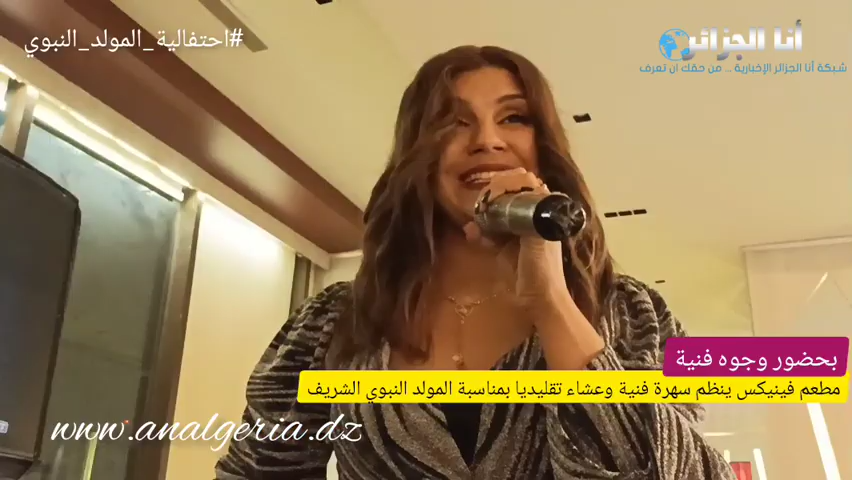 #احتفالية_المولد_النبوي
أنا الجزائر
شبكة أنا الجزائر الإخبارية ... من حقك ان تعرف
بحضور وجوه فنية
مطعم فينيكس ينظم سهرة فنية وعشاء تقليديا بمناسبة المولد النبوي الشريف
www.analgeria.dz